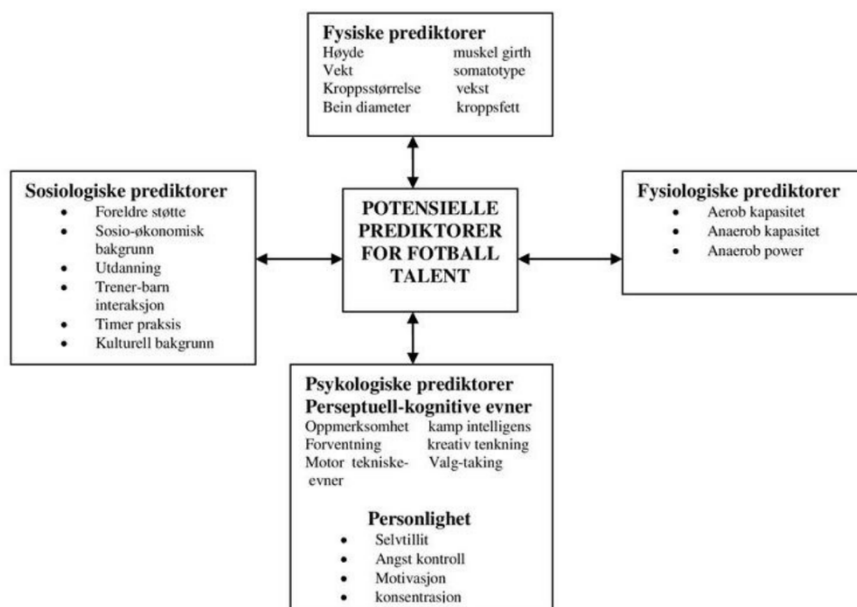 Fysiske prediktorer
Høyde muskel girth
Vekt somatotype
Kroppsstørrelse vekst
Bein diameter kroppsfett
Sosiologiske prediktorer
• Foreldre støtte
• Sosio-økonomisk
bakgrunn
• Utdanning
• Trener-barn
interaksjon
• Timer praksis
• Kulturell bakgrunn
POTENSIELLE
PREDIKTORER
FOR FOTBALL
TALENT
Fysiologiske prediktorer
• Aerob kapasitet
• Anaerob kapasitet
• Anaerob power
Psykologiske prediktorer
Perseptuell-kognitive evner
Oppmerksomhet kamp intelligens
Forventning kreativ tenkning
Motor tekniske- Valg-taking
evner
Personlighet
• Selvtillit
• Angst kontroll
• Motivasjon
• konsentrasjon